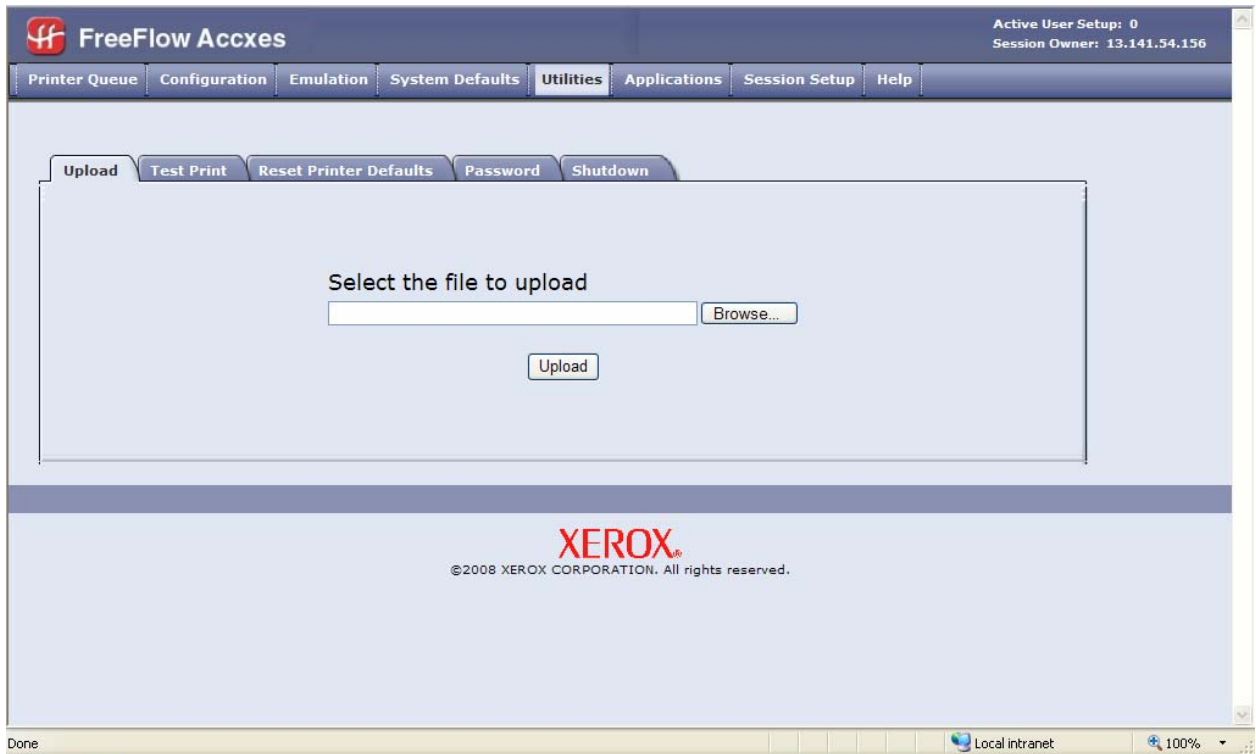 FreeFlow Accxes
Active User Setup: 0
Session Owner: 13.141.54.156
Printer Queue Configuration Emulation System Defaults Utilities Applications Session Setup Help
Upload Test Print Reset Printer Defaults Password Shutdown
Select the file to upload
Browse...
Upload
XEROX®
©2008 XEROX CORPORATION. All rights reserved.
Done Local intranet 100%